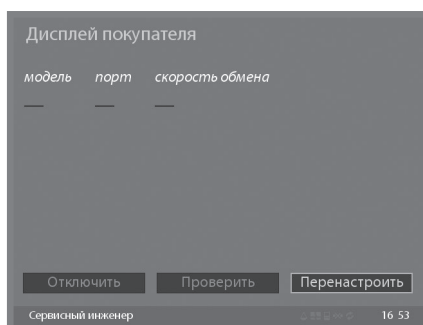 Дисплей покупателя
модель порт скорость обмена
— — —
Отключить Проверить Перенастроить
Сервисный инженер 16 53